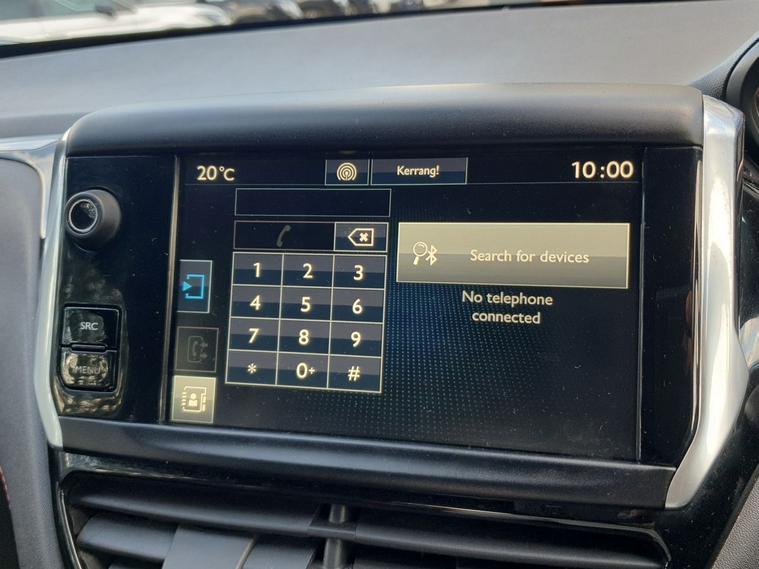 20°C
Kerrang!
10:00
Search for devices
No telephone
connected
1 2 3
4 5 6
7 8 9
* 0+ #
SRC
MENU